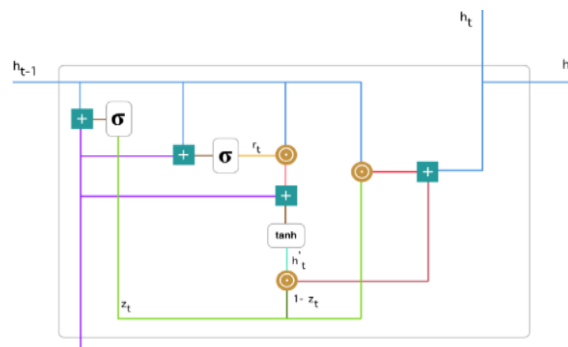 h_t
h_{t-1}
h
+
σ
+
σ
r_t
+
+
tanh
h'_t
z_t
1- z_t